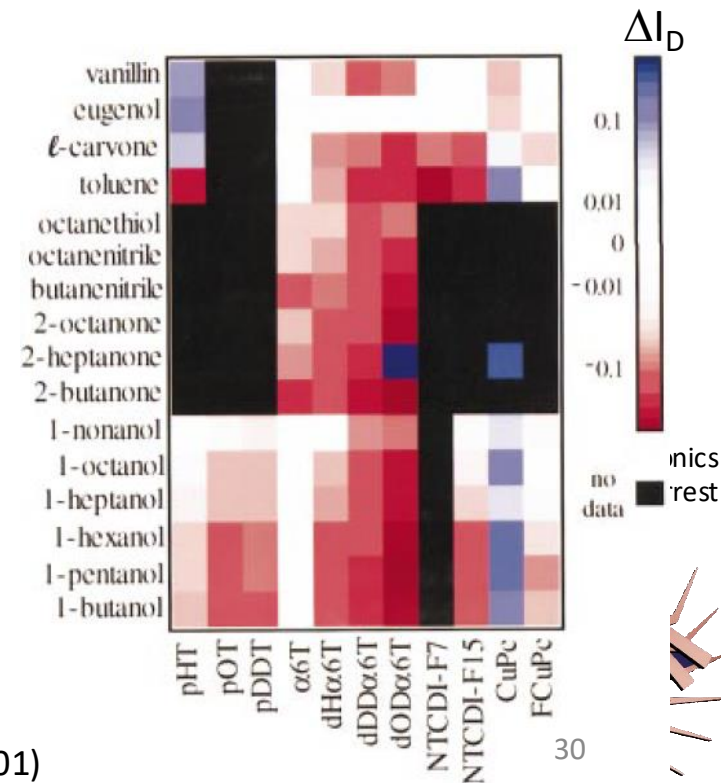 ΔI_D
vanillin
eugenol
ℓ-carvone
toluene
octanethiol
octanenitrile
butanenitrile
2-octanone
2-heptanone
2-butanone
1-nonanol
1-octanol
1-heptanol
1-hexanol
1-pentanol
1-butanol
0.1
0.01
0
-0.01
-0.1
no
data
onics
rrest
pHT
pOT
pDDT
α6T
dHα6T
dDDα6T
dODα6T
NTCDI-F7
NTCDI-F15
CuPc
FCuPc
30
01)